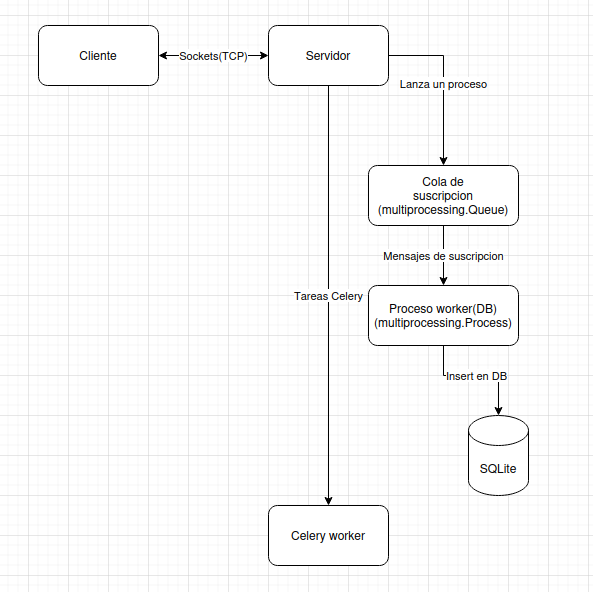 Cliente
Sockets(TCP)
Servidor
Lanza un proceso
Cola de
suscripcion
(multiprocessing.Queue)
Mensajes de suscripcion
Tareas Celery
Proceso worker(DB)
(multiprocessing.Process)
Insert en DB
SQLite
Celery worker